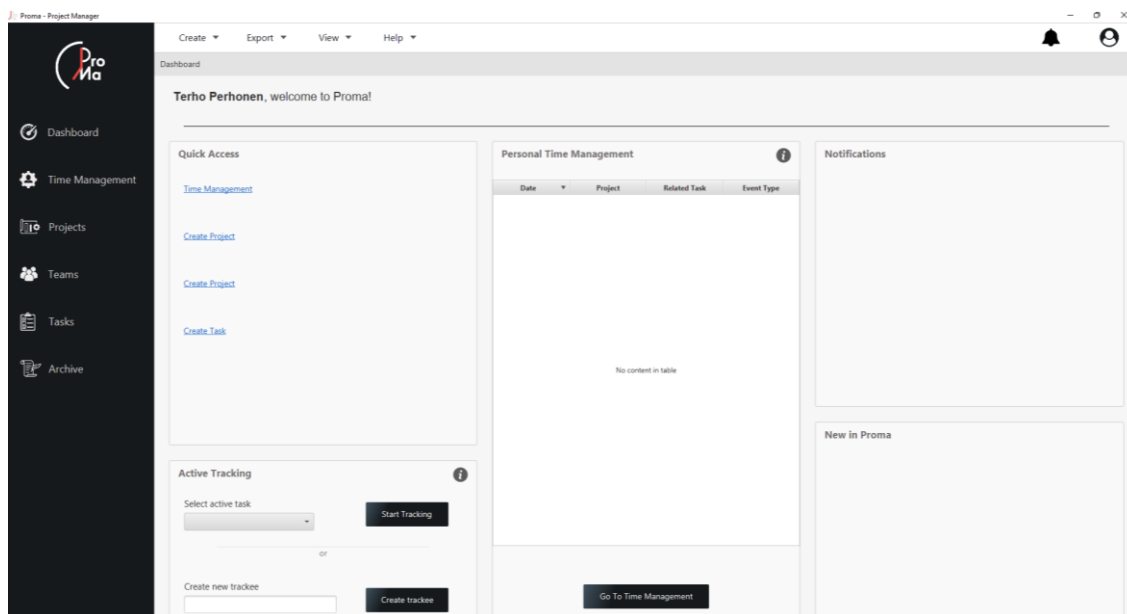 Proma - Project Manager
Pro
Ma
Create Export View Help
Dashboard
Terho Perhonen, welcome to Proma!
Dashboard
Time Management
Projects
Teams
Tasks
Archive
Quick Access
Time Management
Create Project
Create Project
Create Task
Active Tracking
Select active task
Start Tracking
or
Create new trackee
Create trackee
Personal Time Management
Date Project Related Task Event Type
No content in table
Go To Time Management
Notifications
New in Proma